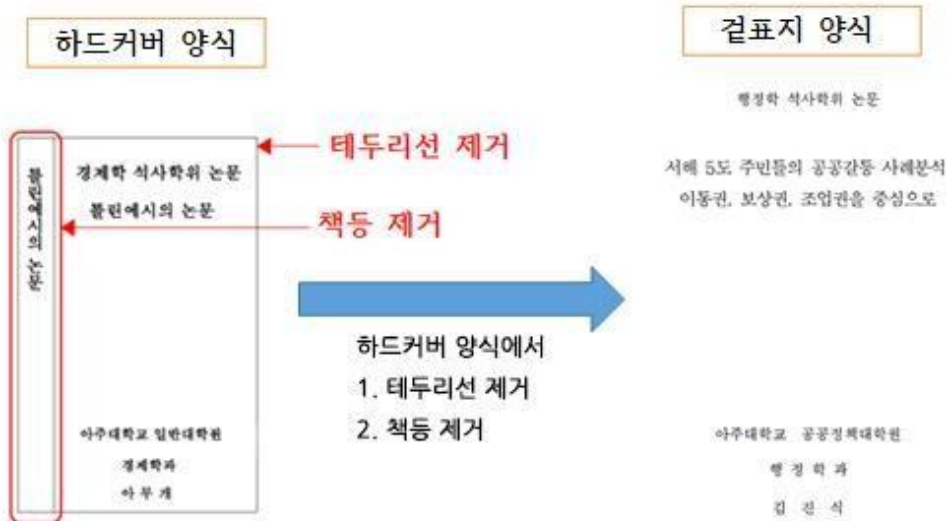 하드커버 양식
겉표지 양식
행정학 석사학위 논문
테두리선 제거
경제학 석사학위 논문
서해 5도 주민들의 공공갈등 사례분석
이동권, 보상권, 조업권을 중심으로
틀린예시의 논문
틀린예시의 논문
책등 제거
하드커버 양식에서
1. 테두리선 제거
2. 책등 제거
아주대학교 일반대학원
경제학과
아무개
아주대학교 공공정책대학원
행 정 학 과
김 진 식